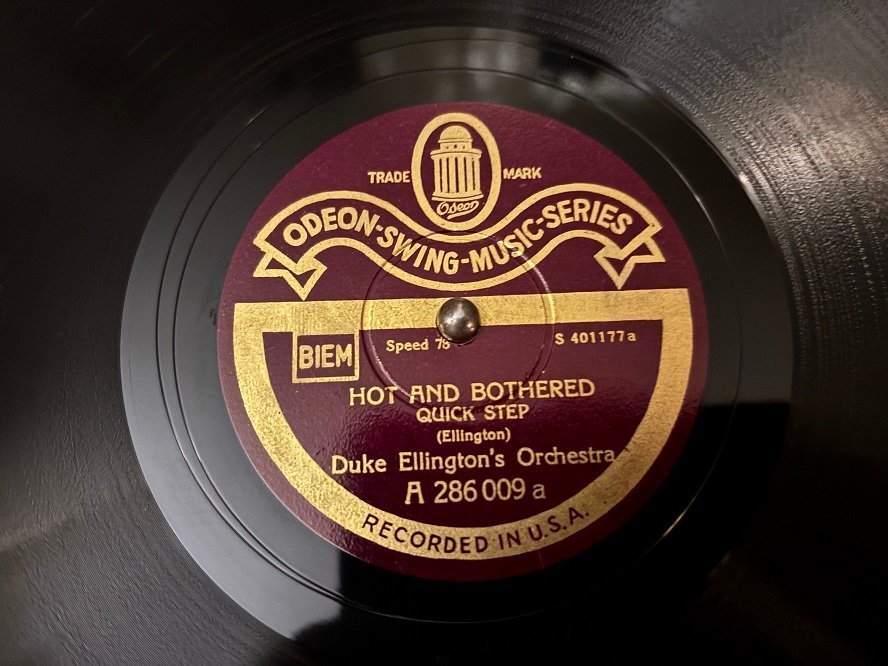 TRADE MARK
Odeon
ODEON-SWING-MUSIC-SERIES
BIEM
Speed 78
S 401177a
HOT AND BOTHERED
QUICK STEP
(Ellington)
Duke Ellington's Orchestra
A 286 009 a
RECORDED IN U.S.A.